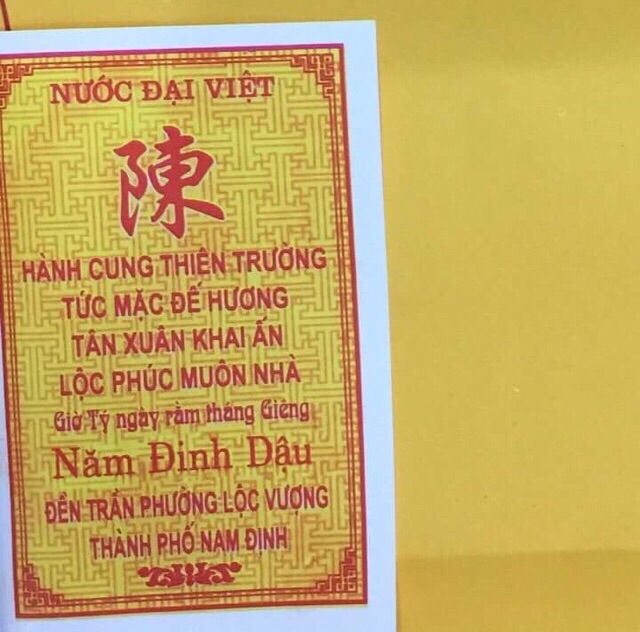 NƯỚC ĐẠI VIỆT
陳
HÀNH CUNG THIÊN TRƯỜNG
TỨC MẶC ĐẾ HƯƠNG
TÂN XUÂN KHAI ẤN
LỘC PHÚC MUÔN NHÀ
Giờ Tý ngày rằm tháng Giêng
Năm Đinh Dậu
ĐỀN TRẦN PHƯỜNG LỘC VƯỢNG
THÀNH PHỐ NAM ĐỊNH